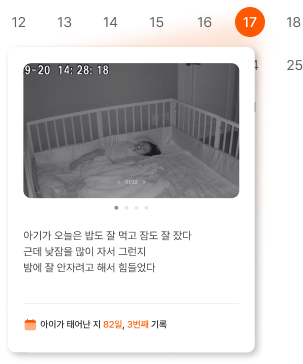 12 13 14 15 16 17 18
25
9-20 14:28:18
아기가 오늘은 밥도 잘 먹고 잠도 잘 잤다
근데 낮잠을 많이 자서 그런지
밤에 잘 안자려고 해서 힘들었다
아이가 태어난 지 82일, 3번째 기록